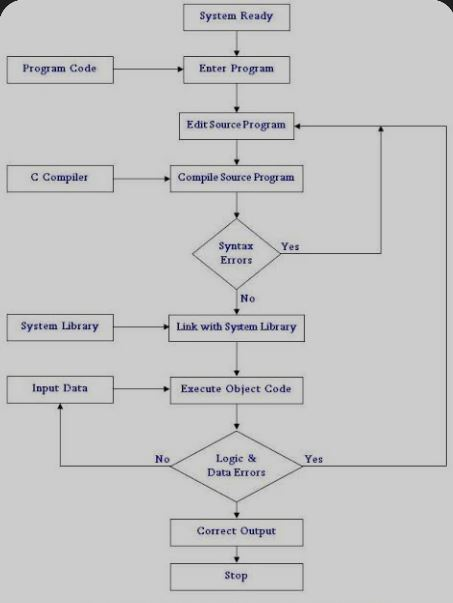 System Ready
Program Code
Enter Program
Edit Source Program
C Compiler
Compile Source Program
Syntax
Errors
Yes
No
System Library
Link with System Library
Input Data
Execute Object Code
No
Logic &
Data Errors
Yes
Correct Output
Stop